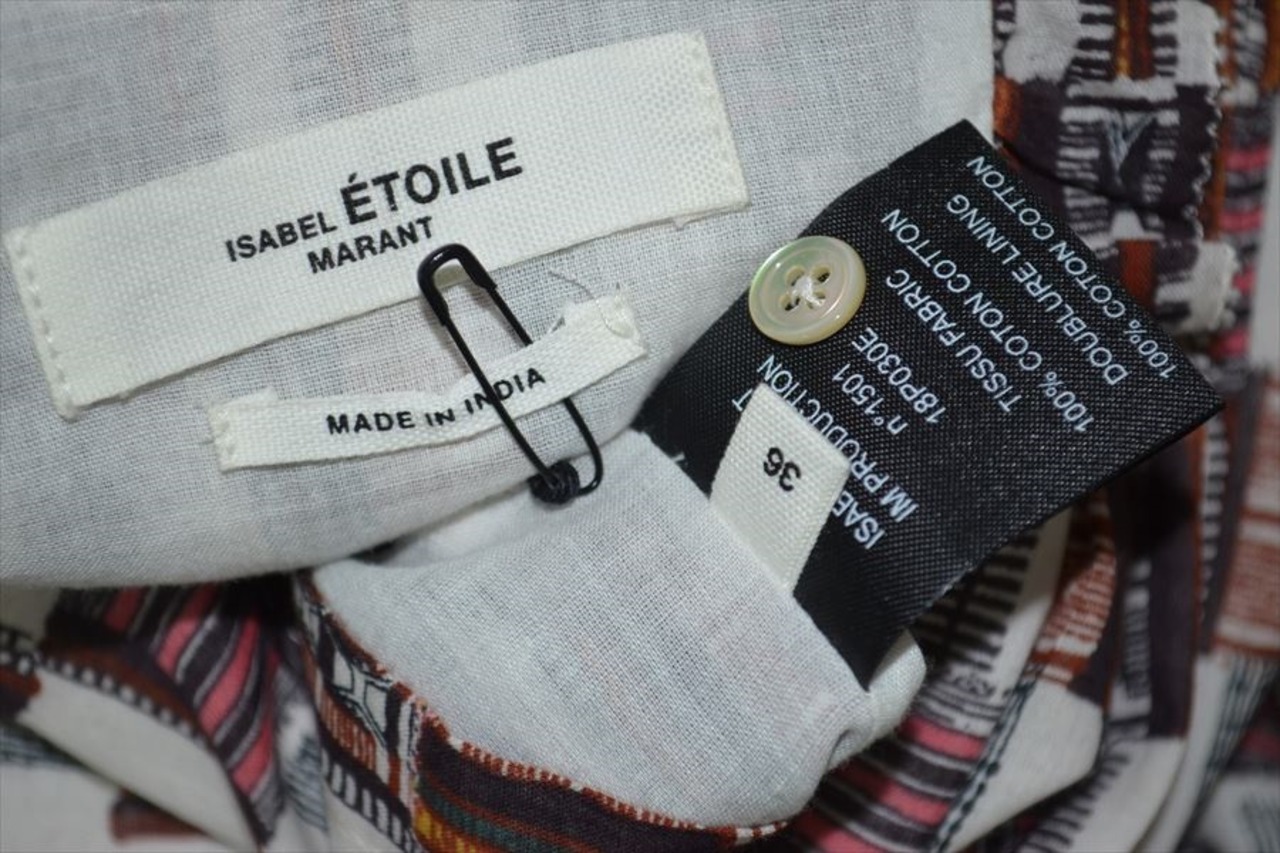 ISABEL ÉTOILE
MARANT
MADE IN INDIA
36
ISAB
IM PRODUCTION
n°1501
18P030E
TISSU FABRIC
100% COTON COTTON
DOUBLURE LINING
100% COTON COTTON